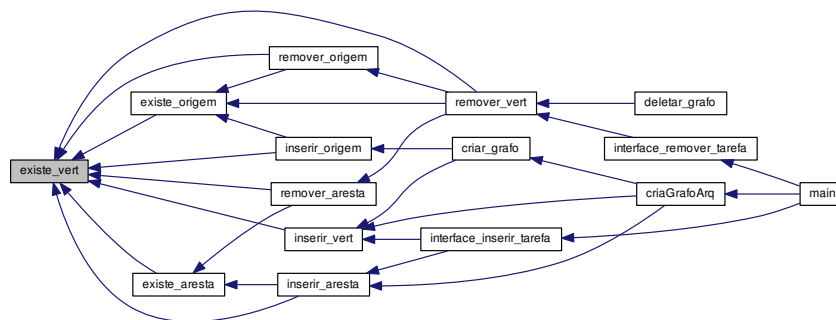 remover_origem
existe_origem
remover_vert
deletar_grafo
inserir_origem
criar_grafo
interface_remover_tarefa
existe_vert
remover_aresta
criaGrafoArq
main
inserir_vert
interface_inserir_tarefa
existe_aresta
inserir_aresta